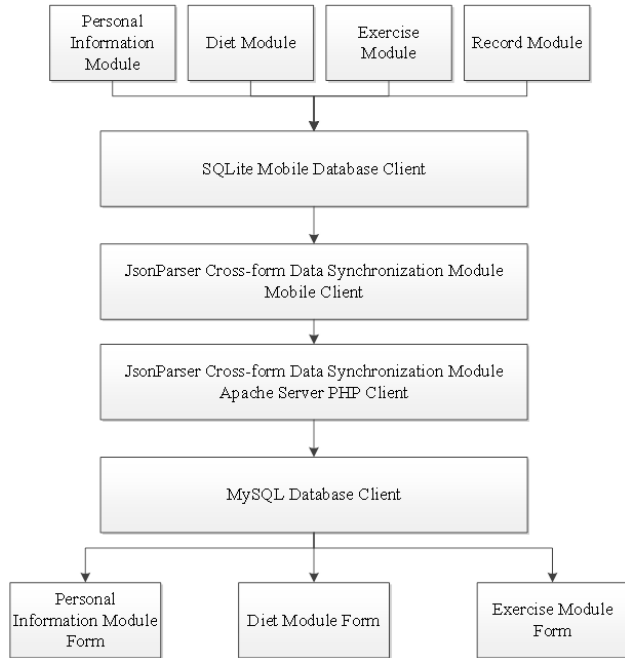 Personal
Information
Module
Diet Module
Exercise
Module
Record Module
SQLite Mobile Database Client
JsonParser Cross-form Data Synchronization Module
Mobile Client
JsonParser Cross-form Data Synchronization Module
Apache Server PHP Client
MySQL Database Client
Personal
Information Module
Form
Diet Module Form
Exercise Module
Form